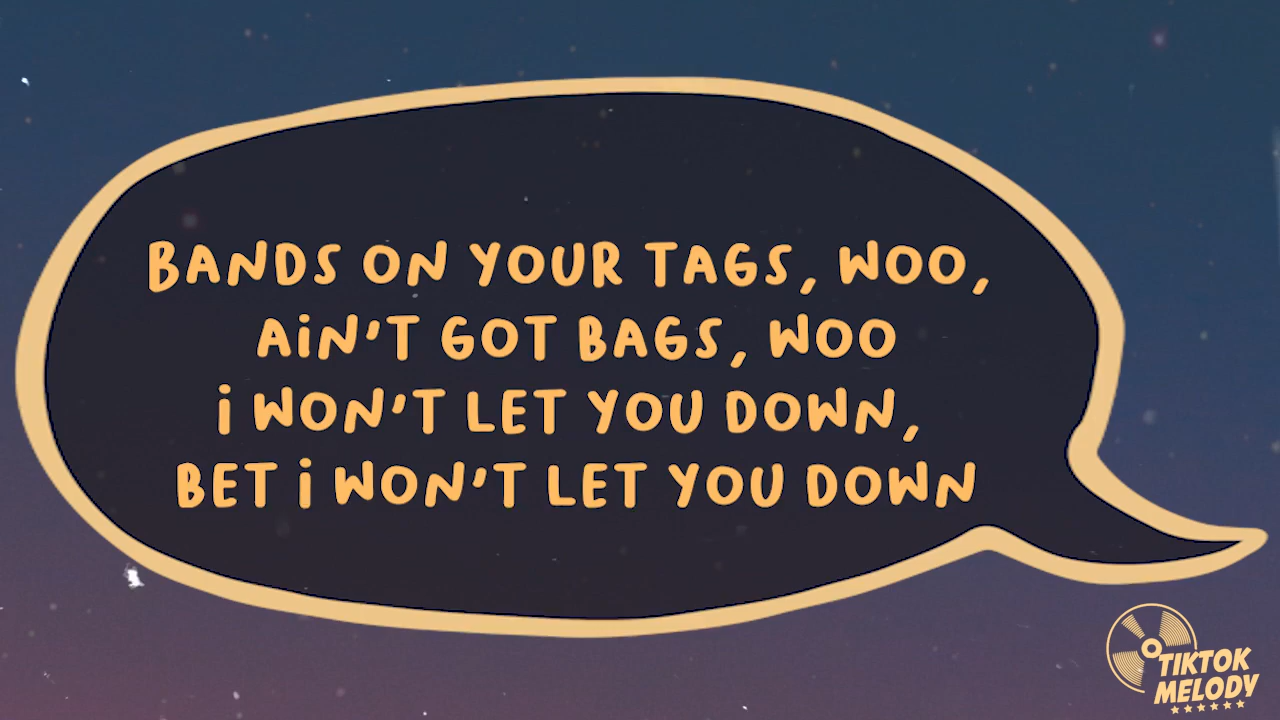 BANDS ON YOUR TAGS, WOO,
AiN'T GOT BAGS, WOO
i WON'T LET YOU DOWN,
BET i WON'T LET YOU DOWN
TIKTOK
MELODY